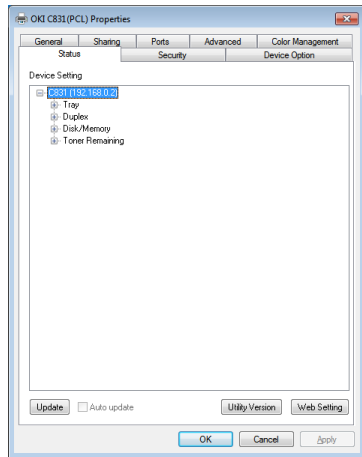 OKI C831(PCL) Properties
General Sharing Ports Advanced Color Management
Status Security Device Option
Device Setting
C831 (192.168.0.2)
Tray
Duplex
Disk/Memory
Toner Remaining
Update Auto update Utility Version Web Setting
OK Cancel Apply